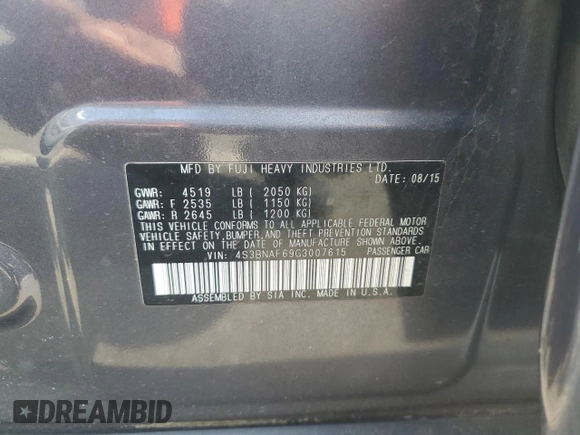 MFD BY FUJI HEAVY INDUSTRIES LTD.
DATE: 08/15
GVWR: 4519 LB ( 2050 KG)
GAWR: F 2535 LB ( 1150 KG)
GAWR: R 2645 LB ( 1200 KG)
THIS VEHICLE CONFORMS TO ALL APPLICABLE FEDERAL MOTOR
VEHICLE SAFETY,BUMPER,AND THEFT PREVENTION STANDARDS
IN EFFECT ON THE DATE OF MANUFACTURE SHOWN ABOVE.
VIN: 4S3BNAF69G3007615 PASSENGER CAR
ASSEMBLED BY SIA INC. MADE IN U.S.A.
DREAMBID